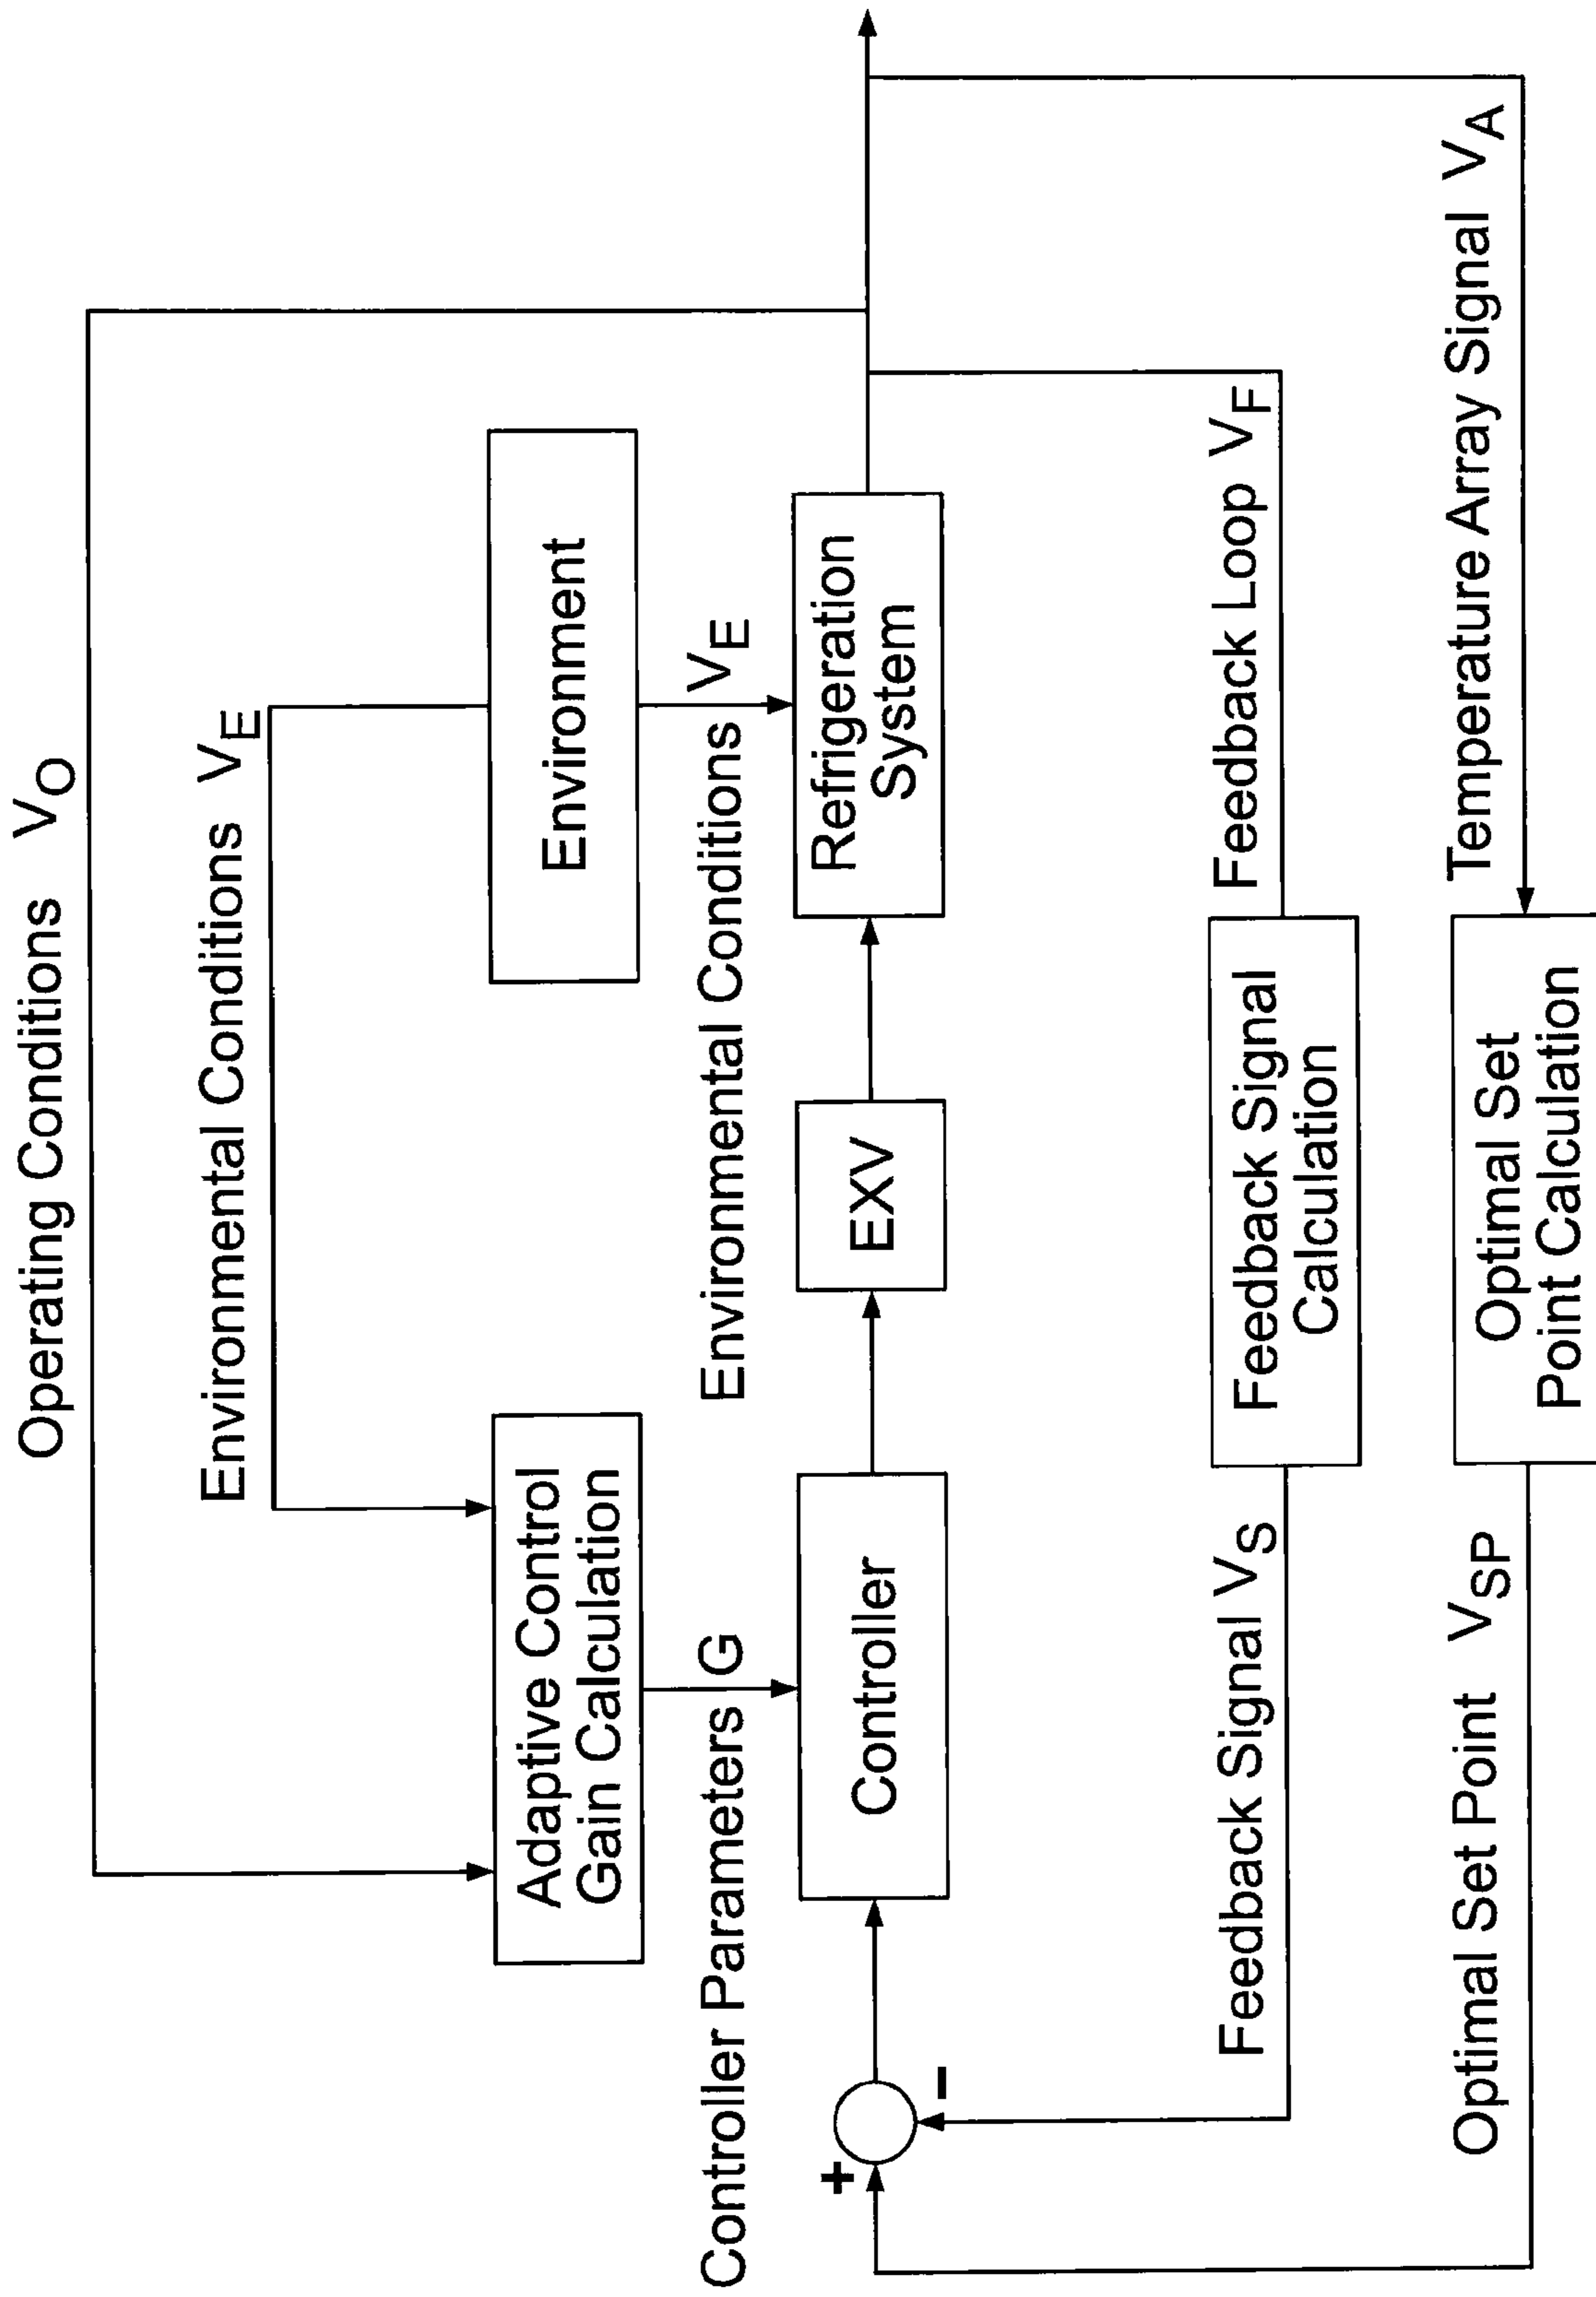 Operating Conditions V_O
Environmental Conditions V_E
Adaptive Control
Gain Calculation
Environment
Controller Parameters G
Environmental Conditions V_E
+
-
Controller
EXV
Refrigeration
System
Feedback Signal V_S
Feedback Signal
Calculation
Feedback Loop V_F
Optimal Set Point V_SP
Optimal Set
Point Calculation
Temperature Array Signal V_A